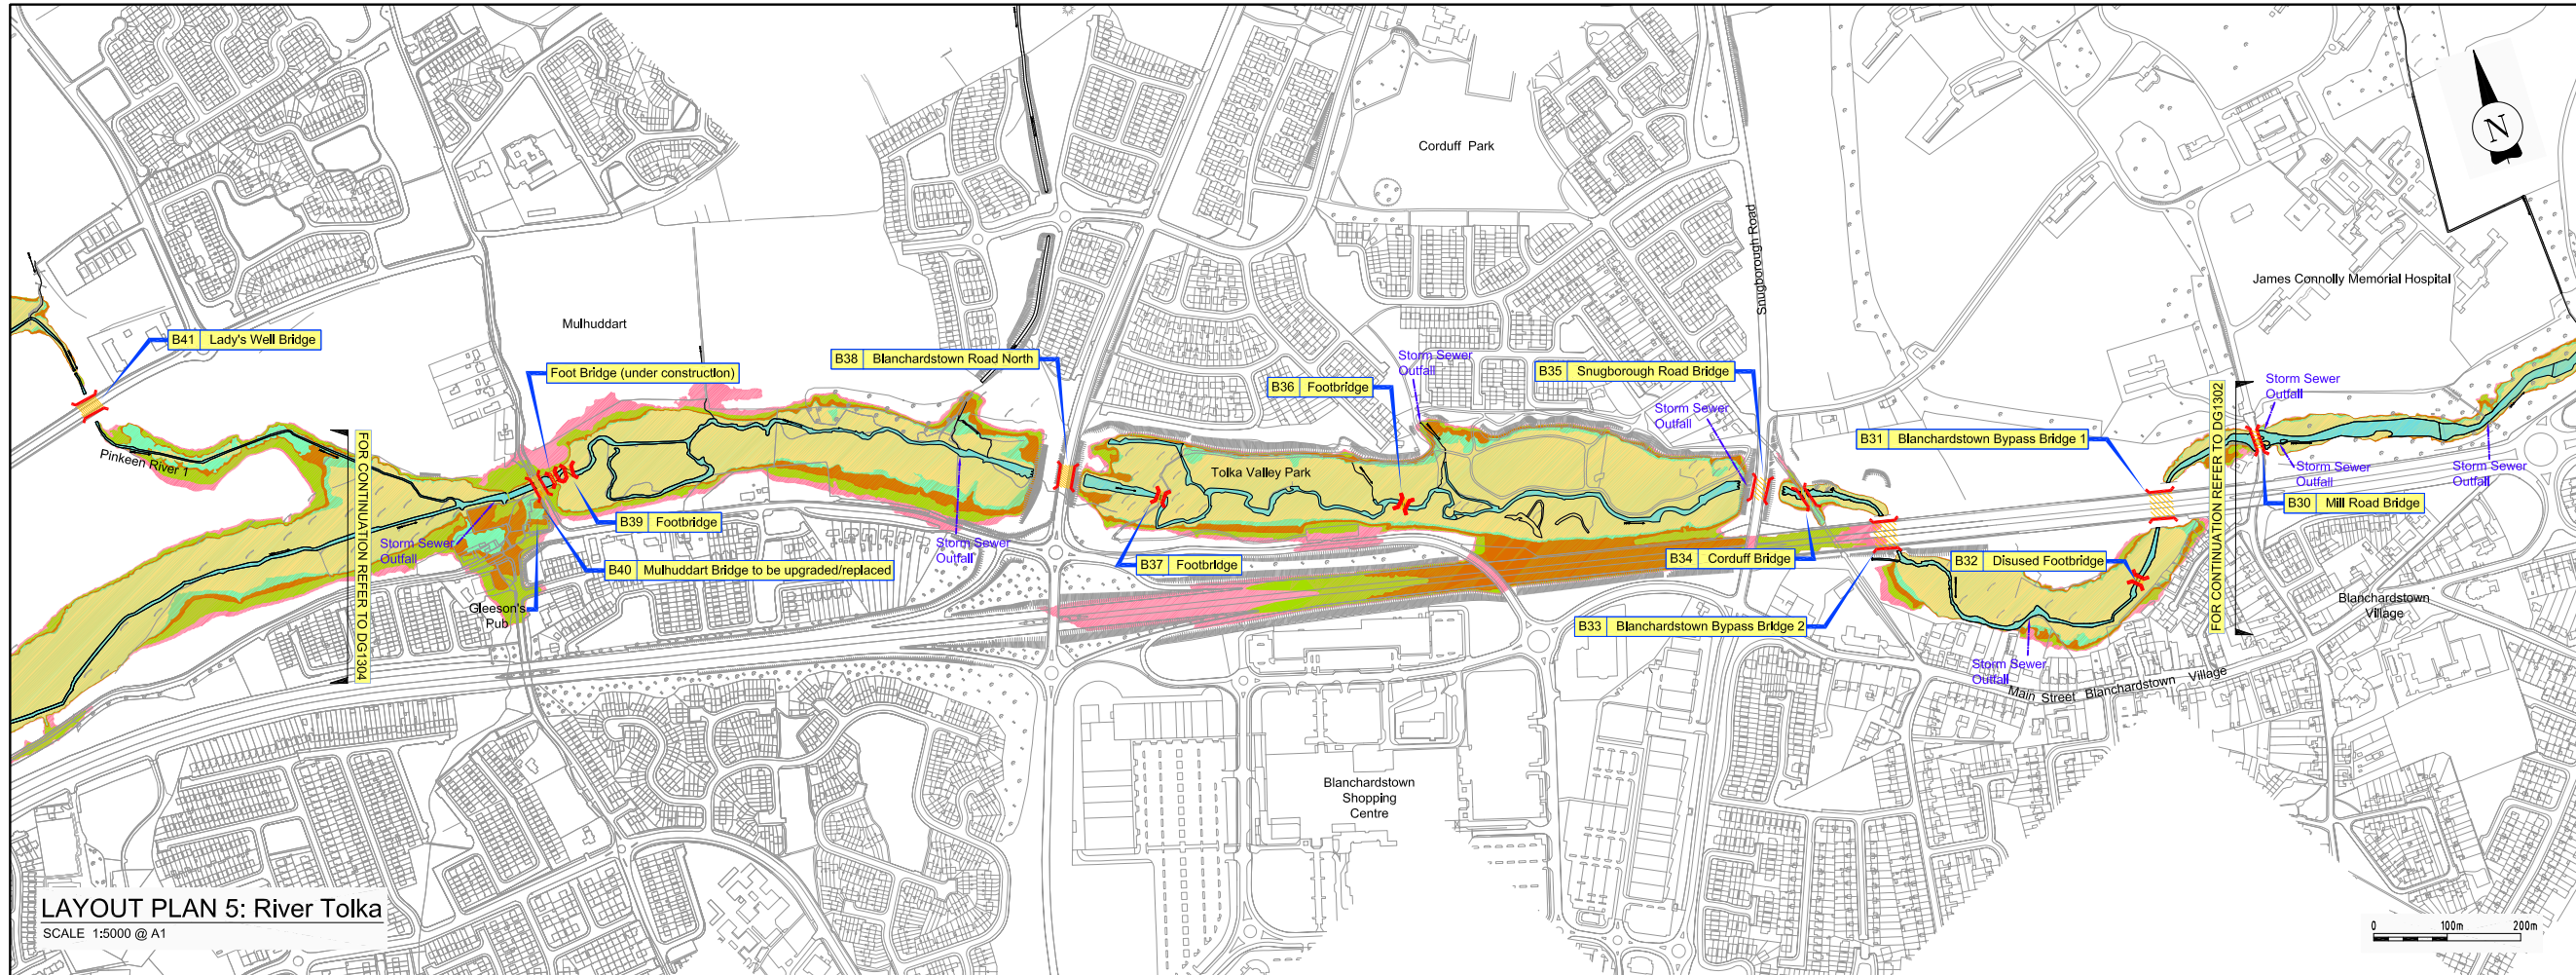 Corduff Park
N
Snugborough Road
James Connolly Memorial Hospital
Mulhuddart
B41 Lady's Well Bridge
Foot Bridge (under construction)
B38 Blanchardstown Road North
B36 Footbridge
Storm Sewer
Outfall
B35 Snugborough Road Bridge
Storm Sewer
Outfall
B31 Blanchardstown Bypass Bridge 1
FOR CONTINUATION REFER TO DG1302
Storm Sewer
Outfall
Storm Sewer
Outfall
Storm Sewer
Outfall
B30 Mill Road Bridge
Pinkeen River 1
FOR CONTINUATION REFER TO DG1304
Tolka Valley Park
B39 Footbridge
Storm Sewer
Outfall
Storm Sewer
Outfall
B40 Mulhuddart Bridge to be upgraded/replaced
B37 Footbridge
B34 Corduff Bridge
B32 Disused Footbridge
Gleeson's
Pub
Blanchardstown
Village
B33 Blanchardstown Bypass Bridge 2
Storm Sewer
Outfall
Main Street Blanchardstown Village
Blanchardstown
Shopping
Centre
LAYOUT PLAN 5: River Tolka
SCALE 1:5000 @ A1
0 100m 200m